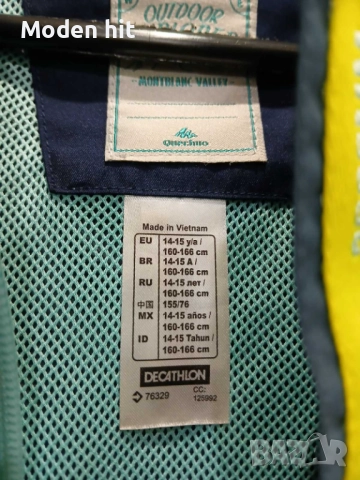 Moden hit
OUTDOOR
MONTBLANC VALLEY
Quechua
Made in Vietnam
EU 14-15 y/a / 160-166 cm
BR 14-15 A / 160-166 cm
RU 14-15 лет / 160-166 cm
中国 155/76
MX 14-15 años / 160-166 cm
ID 14-15 Tahun / 160-166 cm
DECATHLON
76329
CC: 125992
BAZAR